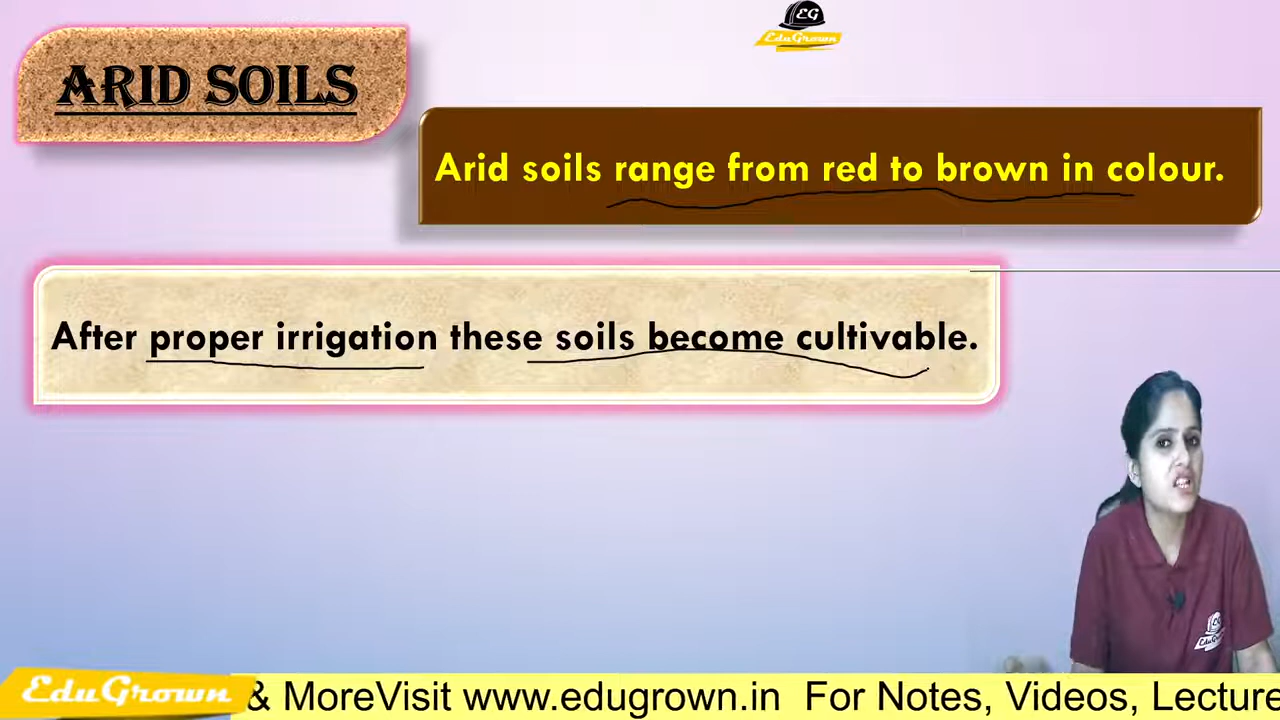 EG
EduGrown
ARID SOILS
Arid soils range from red to brown in colour.
After proper irrigation these soils become cultivable.
EG
EduGrown
& MoreVisit www.edugrown.in  For Notes, Videos, Lecture